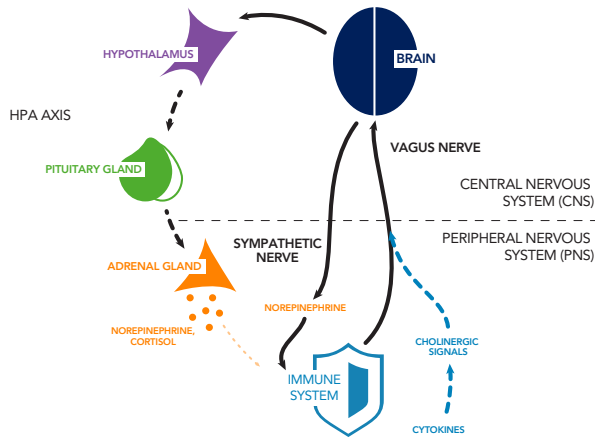 HYPOTHALAMUS
BRAIN
HPA AXIS
VAGUS NERVE
PITUITARY GLAND
CENTRAL NERVOUS
SYSTEM (CNS)
PERIPHERAL NERVOUS
SYSTEM (PNS)
SYMPATHETIC
NERVE
ADRENAL GLAND
NOREPINEPHRINE
NOREPINEPHRINE,
CORTISOL
CHOLINERGIC
SIGNALS
IMMUNE
SYSTEM
CYTOKINES